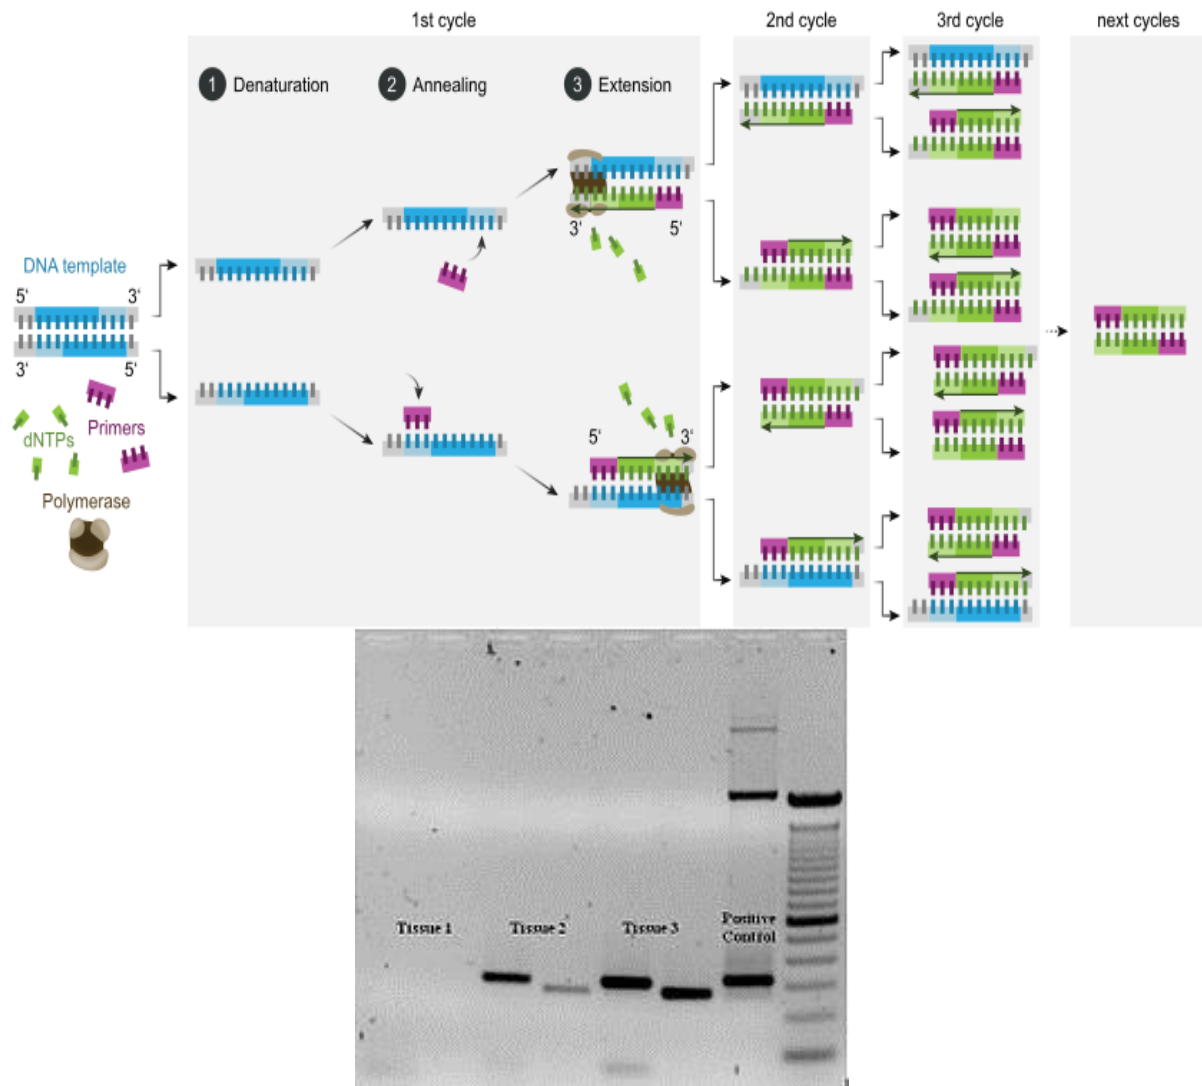 1st cycle
2nd cycle
3rd cycle
next cycles
1 Denaturation
2 Annealing
3 Extension
3‘
5‘
DNA template
5‘
3‘
3‘
5‘
Primers
dNTPs
Polymerase
5‘
3‘
Tissue 1
Tissue 2
Tissue 3
Positive
Control